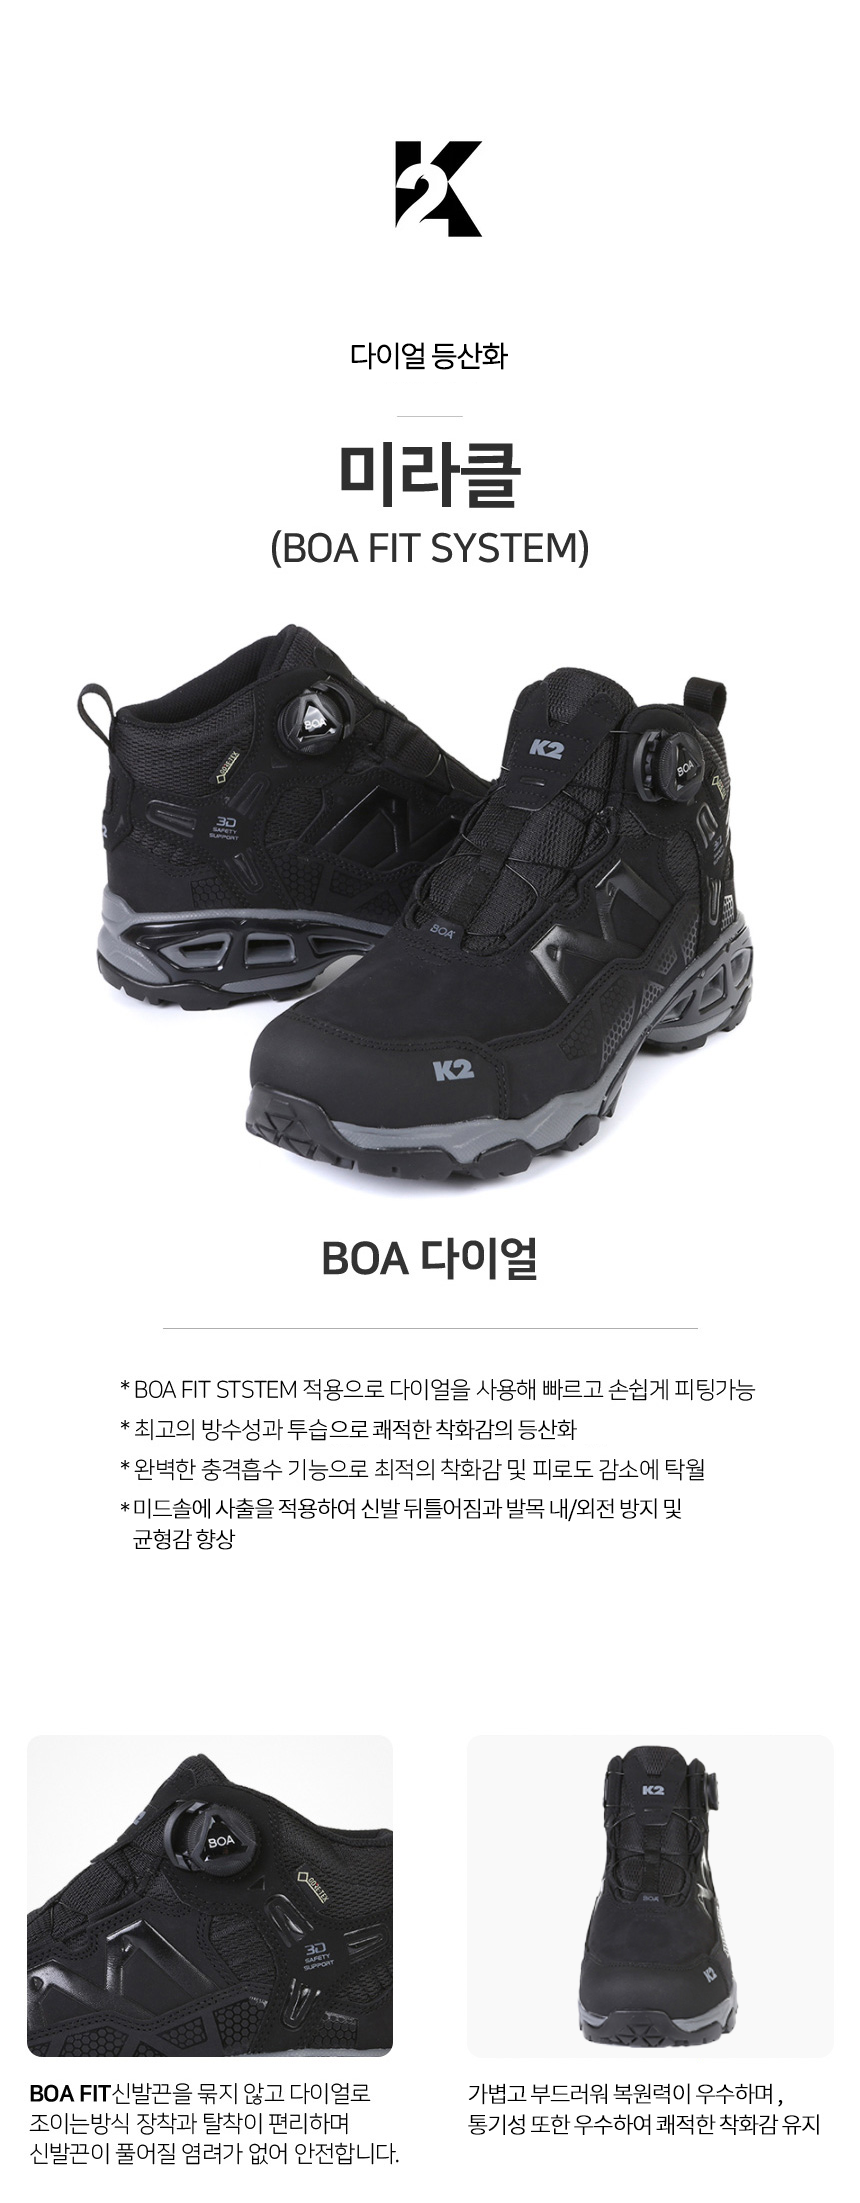 K2
다이얼 등산화
미라클
(BOA FIT SYSTEM)
BOA
GORE-TEX
3D
SAFETY
SUPPORT
K2
BOA
3D
BOA
K2
BOA 다이얼
* BOA FIT STSTEM 적용으로 다이얼을 사용해 빠르고 손쉽게 피팅가능
* 최고의 방수성과 투습으로 쾌적한 착화감의 등산화
* 완벽한 충격흡수 기능으로 최적의 착화감 및 피로도 감소에 탁월
* 미드솔에 사출을 적용하여 신발 뒤틀어짐과 발목 내/외전 방지 및
균형감 향상
BOA
GORE-TEX
3D
SAFETY
SUPPORT
K2
BOA
K2
BOA FIT신발끈을 묶지 않고 다이얼로
조이는방식 장착과 탈착이 편리하며
신발끈이 풀어질 염려가 없어 안전합니다.
가볍고 부드러워 복원력이 우수하며 ,
통기성 또한 우수하여 쾌적한 착화감 유지